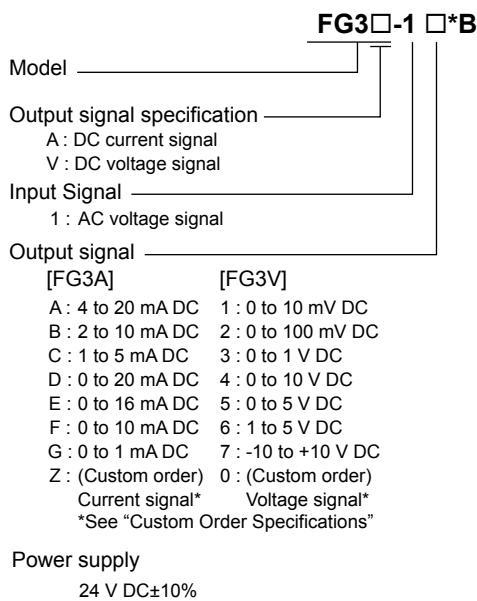 FG3□-1 □*B
Model
Output signal specification
A : DC current signal
V : DC voltage signal
Input Signal
1 : AC voltage signal
Output signal
[FG3A] [FG3V]
A : 4 to 20 mA DC 1 : 0 to 10 mV DC
B : 2 to 10 mA DC 2 : 0 to 100 mV DC
C : 1 to 5 mA DC 3 : 0 to 1 V DC
D : 0 to 20 mA DC 4 : 0 to 10 V DC
E : 0 to 16 mA DC 5 : 0 to 5 V DC
F : 0 to 10 mA DC 6 : 1 to 5 V DC
G : 0 to 1 mA DC 7 : -10 to +10 V DC
Z : (Custom order) 0 : (Custom order)
Current signal* Voltage signal*
*See “Custom Order Specifications”
Power supply
24 V DC±10%